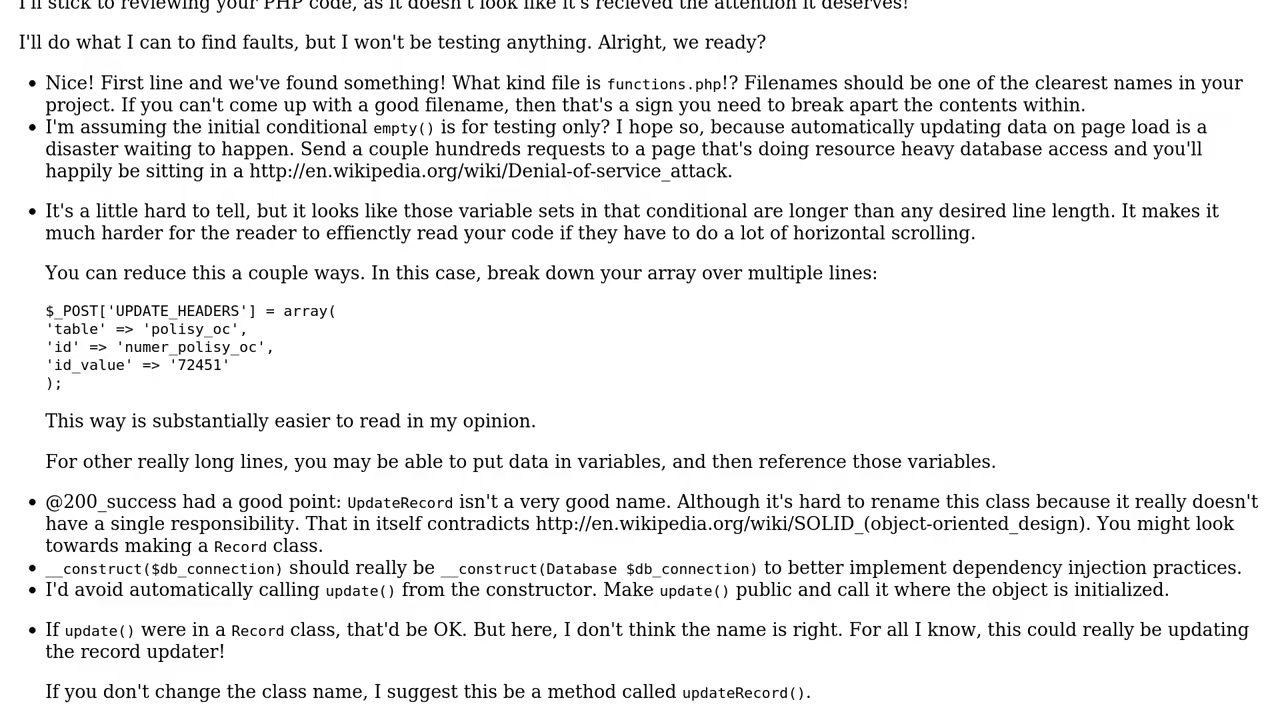 I'll stick to reviewing your PHP code, as it doesn't look like it's recieved the attention it deserves!
I'll do what I can to find faults, but I won't be testing anything. Alright, we ready?
• Nice! First line and we've found something! What kind file is functions.php!? Filenames should be one of the clearest names in your
project. If you can't come up with a good filename, then that's a sign you need to break apart the contents within.
• I'm assuming the initial conditional empty() is for testing only? I hope so, because automatically updating data on page load is a
disaster waiting to happen. Send a couple hundreds requests to a page that's doing resource heavy database access and you'll
happily be sitting in a http://en.wikipedia.org/wiki/Denial-of-service_attack.
• It's a little hard to tell, but it looks like those variable sets in that conditional are longer than any desired line length. It makes it
much harder for the reader to effienctly read your code if they have to do a lot of horizontal scrolling.
You can reduce this a couple ways. In this case, break down your array over multiple lines:
$_POST['UPDATE_HEADERS'] = array(
'table' => 'polisy_oc',
'id' => 'numer_polisy_oc',
'id_value' => '72451'
);
This way is substantially easier to read in my opinion.
For other really long lines, you may be able to put data in variables, and then reference those variables.
• @200_success had a good point: UpdateRecord isn't a very good name. Although it's hard to rename this class because it really doesn't
have a single responsibility. That in itself contradicts http://en.wikipedia.org/wiki/SOLID_(object-oriented_design). You might look
towards making a Record class.
• __construct($db_connection) should really be __construct(Database $db_connection) to better implement dependency injection practices.
• I'd avoid automatically calling update() from the constructor. Make update() public and call it where the object is initialized.
• If update() were in a Record class, that'd be OK. But here, I don't think the name is right. For all I know, this could really be updating
the record updater!
If you don't change the class name, I suggest this be a method called updateRecord().